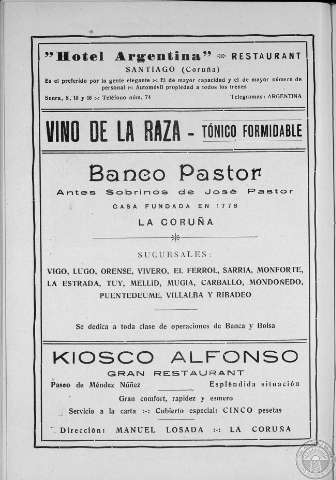 "Hotel Argentina" RESTAURANT
SANTIAGO (Coruña)
Es el preferido por la gente elegante :-: El de mayor capacidad y el de mayor número de
personal :-: Automóvil propiedad a todos los trenes
Senra, 8, 10 y 16 :-: Teléfono núm. 74 Telegramas: ARGENTINA
VINO DE LA RAZA - TÓNICO FORMIDABLE
Banco Pastor
Antes Sobrinos de José Pastor
CASA FUNDADA EN 1776
LA CORUÑA
SUCURSALES:
VIGO, LUGO, ORENSE, VIVERO, EL FERROL, SARRIA, MONFORTE,
LA ESTRADA, TUY, MELLID, MUGIA, CARBALLO, MONDOÑEDO,
PUENTEDEUME, VILLALBA Y RIBADEO
Se dedica a toda clase de operaciones de Banca y Bolsa
KIOSCO ALFONSO
GRAN RESTAURANT
Paseo de Méndez Núñez Espléndida situación
Gran comfort, rapidez y esmero
Servicio a la carta :-: Cubierto especial: CINCO pesetas
Dirección: MANUEL LOSADA :-: LA CORUÑA